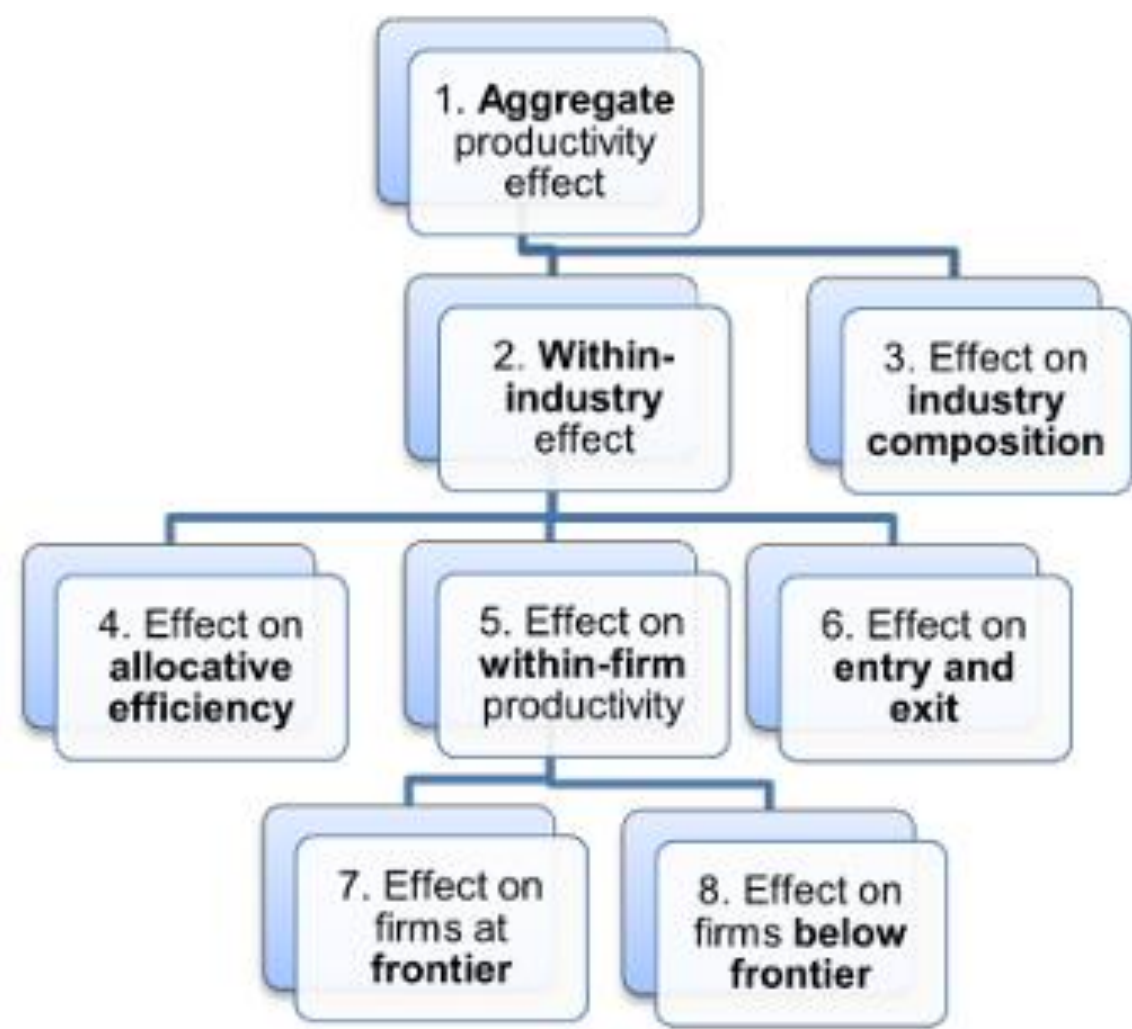 1. Aggregate
productivity
effect
2. Within-
industry
effect
3. Effect on
industry
composition
4. Effect on
allocative
efficiency
5. Effect on
within-firm
productivity
6. Effect on
entry and
exit
7. Effect on
firms at
frontier
8. Effect on
firms below
frontier